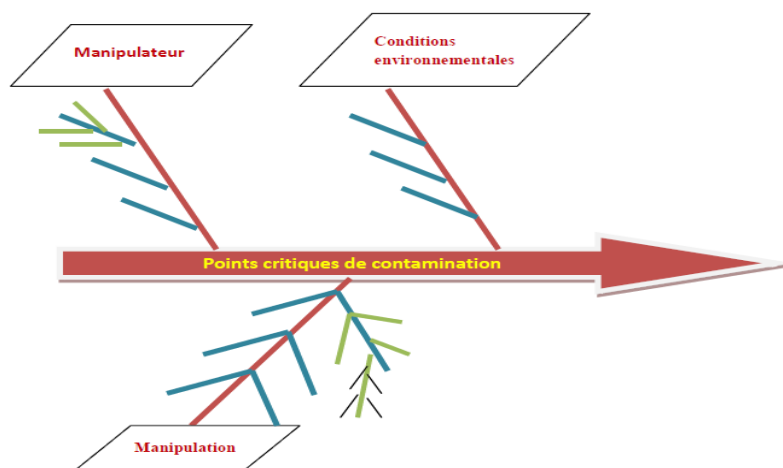 Manipulateur
Conditions
environnementales
Points critiques de contamination
Manipulation